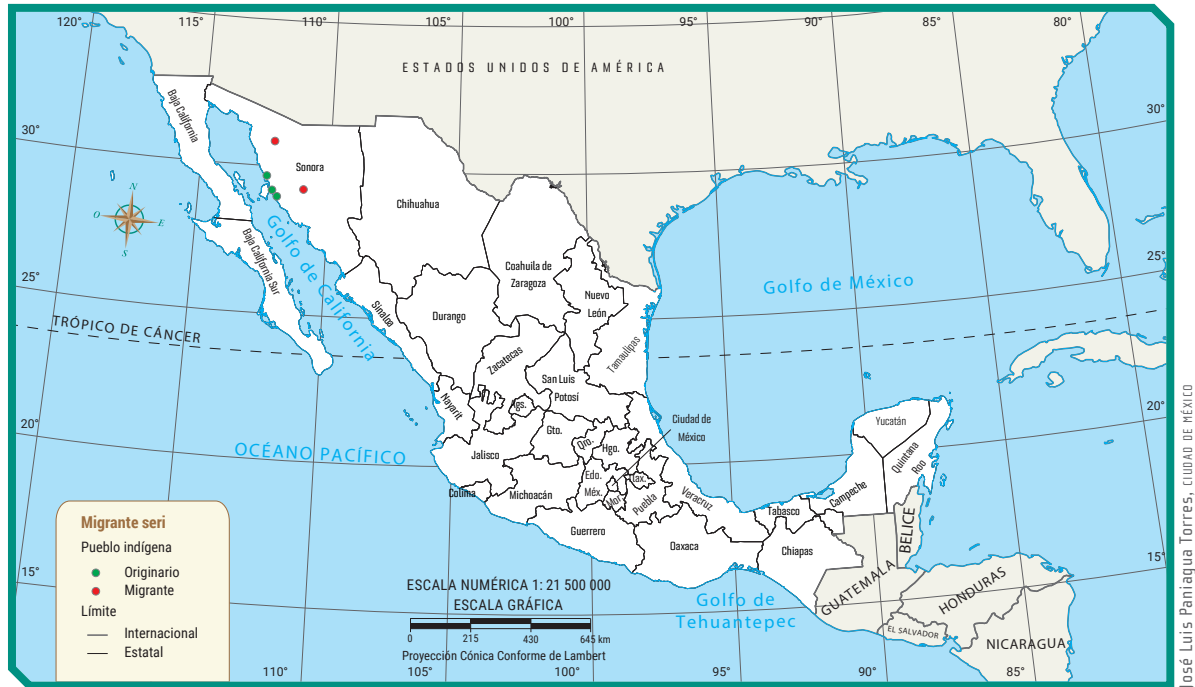 120°
115°
110°
105°
100°
95°
90°
85°
80°
ESTADOS UNIDOS DE AMÉRICA
30°
30°
Baja California
Sonora
Chihuahua
N
O
E
S
Golfo de California
Baja California Sur
Coahuila de
Zaragoza
Nuevo
León
25°
25°
Golfo de México
Sinaloa
Durango
Tamaulipas
TRÓPICO DE CÁNCER
Zacatecas
San Luis
Potosí
Nayarit
Ags.
20°
20°
Ciudad de
México
Yucatán
Quintana
Roo
Gto.
Qro.
Hgo.
OCÉANO PACÍFICO
Jalisco
Edo.
Méx.
Tlax.
Colima
Michoacán
Mor.
Puebla
Veracruz
Tabasco
Campeche
Guerrero
Oaxaca
Chiapas
BELICE
15°
15°
GUATEMALA
HONDURAS
EL SALVADOR
NICARAGUA
Golfo de
Tehuantepec
Migrante seri
Pueblo indígena
Originario
Migrante
Límite
Internacional
Estatal
ESCALA NUMÉRICA 1: 21 500 000
ESCALA GRÁFICA
0 215 430 645 km
Proyección Cónica Conforme de Lambert
110°
105°
100°
95°
90°
85°
José Luis Paniagua Torres, CIUDAD DE MÉXICO